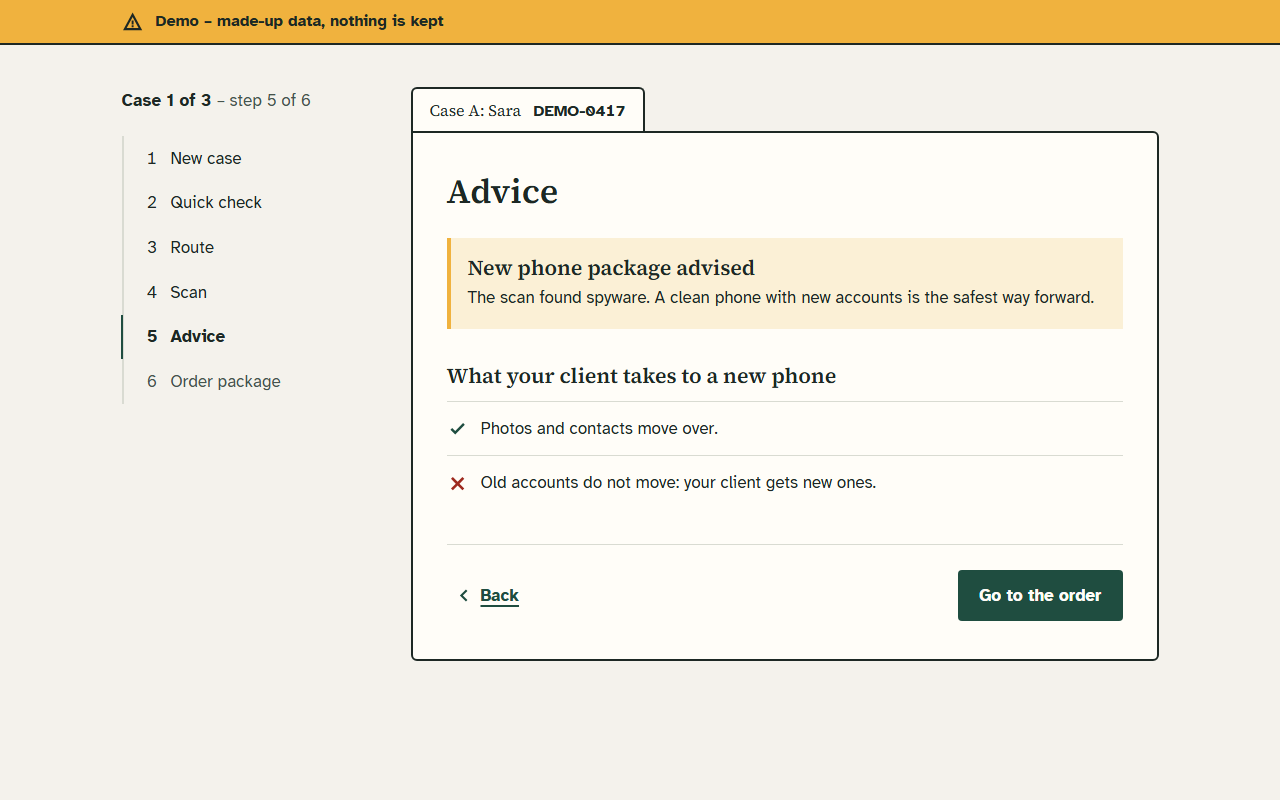 Demo – made-up data, nothing is kept
Case 1 of 3 – step 5 of 6
1 New case
2 Quick check
3 Route
4 Scan
5 Advice
6 Order package
Case A: Sara DEMO-0417
Advice
New phone package advised
The scan found spyware. A clean phone with new accounts is the safest way forward.
What your client takes to a new phone
Photos and contacts move over.
Old accounts do not move: your client gets new ones.
Back
Go to the order